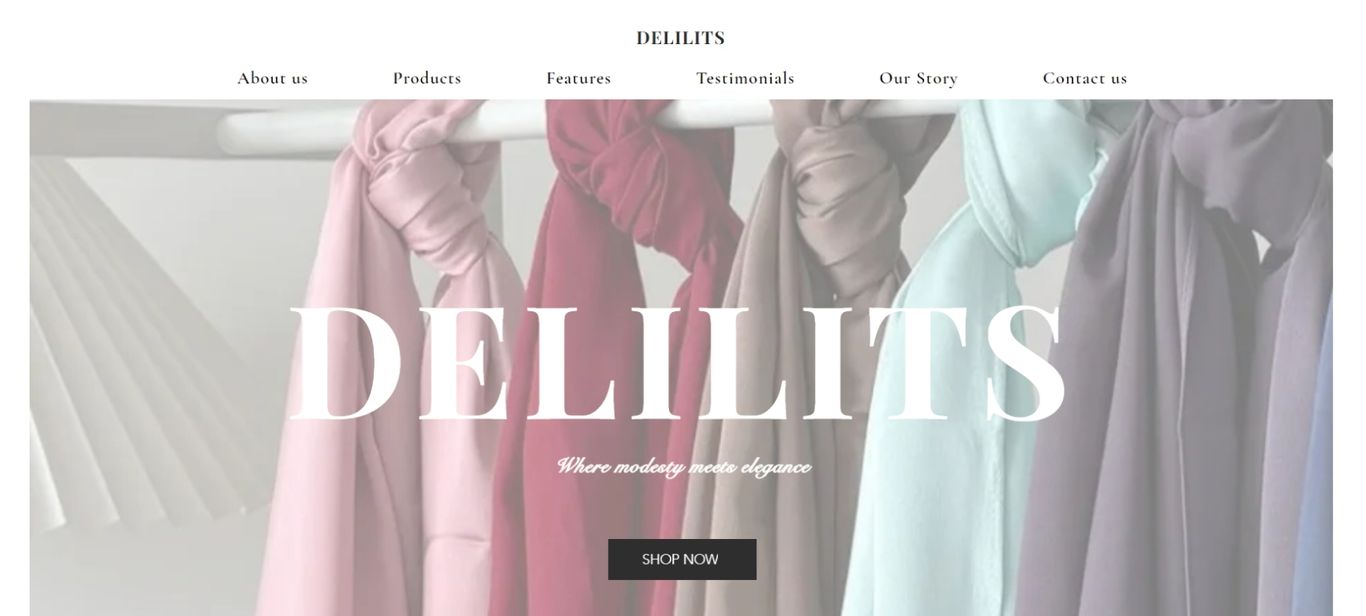 DELILITS
About us Products Features Testimonials Our Story Contact us
DELILITS
Where modesty meets elegance
SHOP NOW